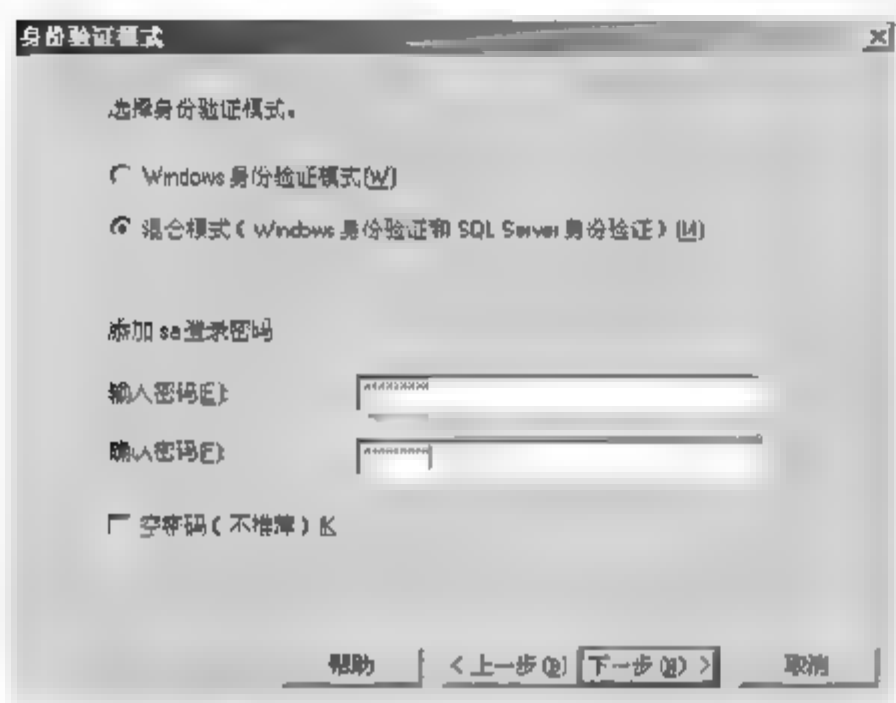 身份验证模式
选择身份验证模式。
Windows 身份验证模式(W)
混合模式（Windows 身份验证和 SQL Server 身份验证）(M)
添加 sa 登录密码
输入密码(E):
*********
确认密码(F):
*********
空密码（不推荐）K
帮助 <上一步(B) 下一步(N)> 取消